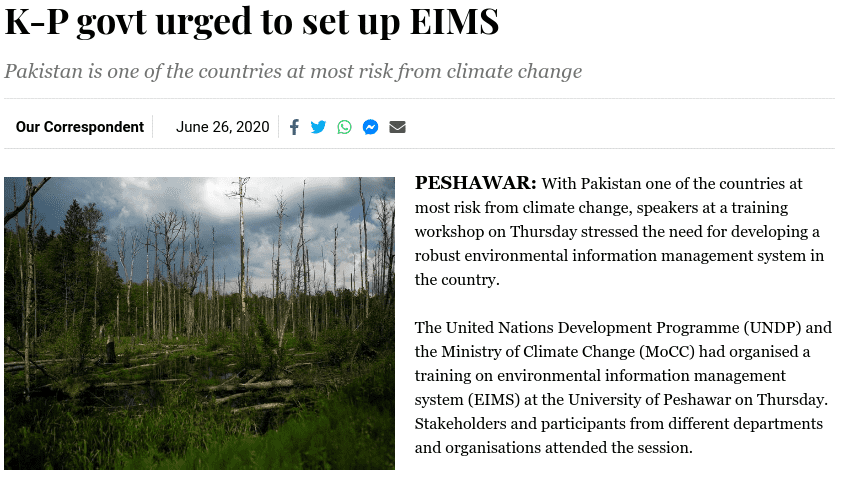 K-P govt urged to set up EIMS
Pakistan is one of the countries at most risk from climate change
Our Correspondent
June 26, 2020
PESHAWAR: With Pakistan one of the countries at
most risk from climate change, speakers at a training
workshop on Thursday stressed the need for developing a
robust environmental information management system in
the country.
The United Nations Development Programme (UNDP) and
the Ministry of Climate Change (MoCC) had organised a
training on environmental information management
system (EIMS) at the University of Peshawar on Thursday.
Stakeholders and participants from different departments
and organisations attended the session.